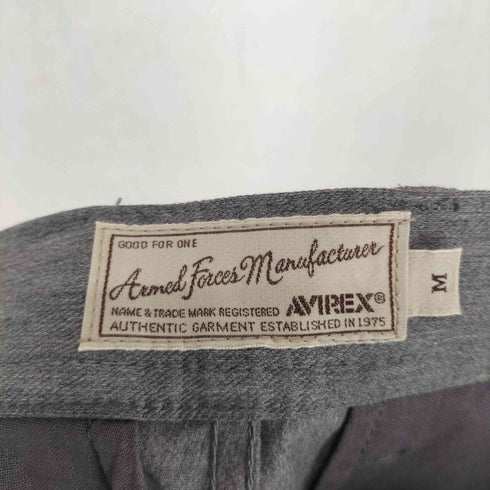 GOOD FOR ONE
Armed Forces Manufacturer
NAME & TRADE MARK REGISTERED AVIREX®
AUTHENTIC GARMENT ESTABLISHED IN 1975
M